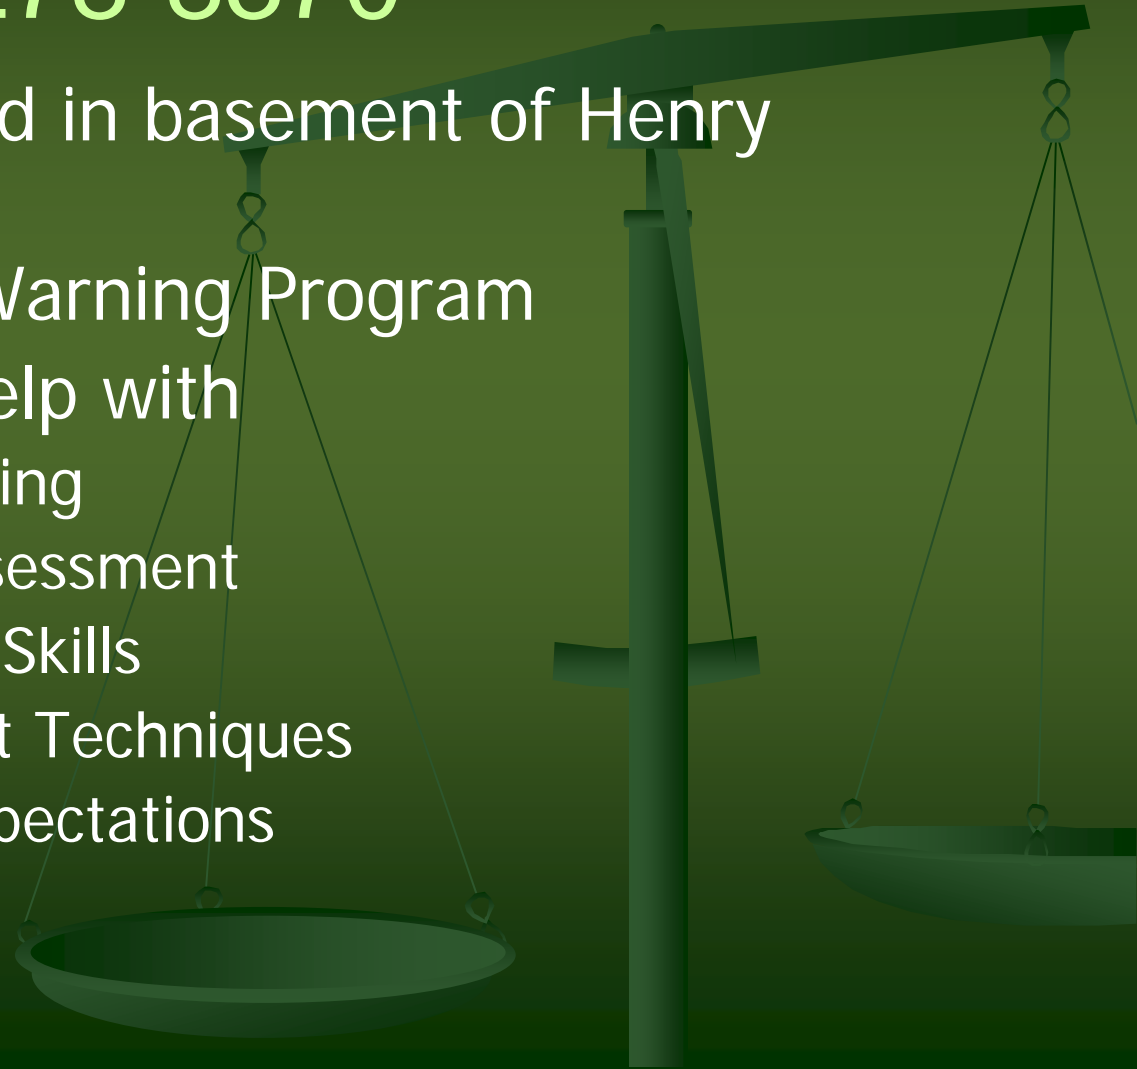 d in basement of Henry
Warning Program
elp with
ing
sessment
Skills
t Techniques
pectations